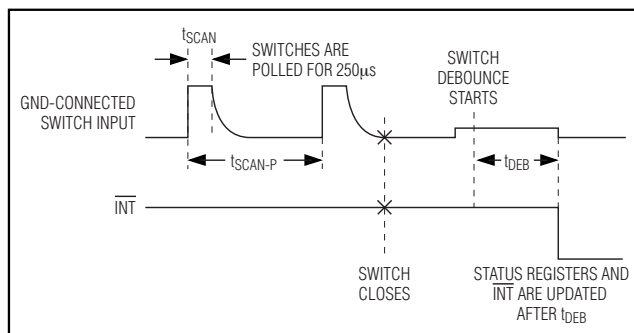 tSCAN
SWITCHES ARE
POLLED FOR 250µs
SWITCH
DEBOUNCE
STARTS
GND-CONNECTED
SWITCH INPUT
tSCAN-P
tDEB
INT
SWITCH
CLOSES
STATUS REGISTERS AND
INT ARE UPDATED
AFTER tDEB